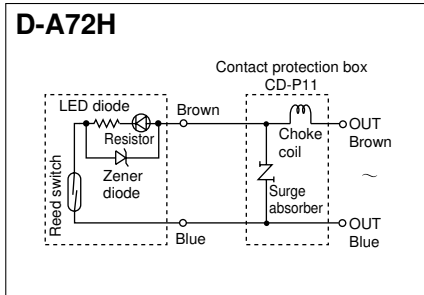 D-A72H
Contact protection box
CD-P11
LED diode
Brown
Resistor
Zener
diode
Reed switch
Blue
Choke
coil
Surge
absorber
OUT
Brown
~
OUT
Blue